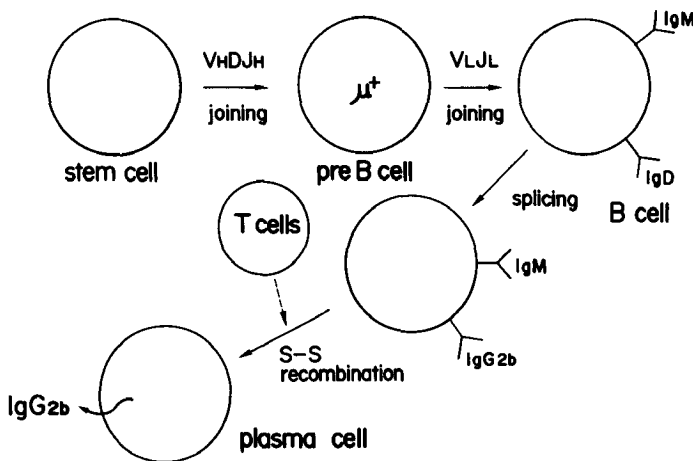 VHDJH
joining
stem cell
μ+
pre B cell
VLJL
joining
IgM
IgD
B cell
splicing
T cells
IgM
IgG2b
S-S
recombination
IgG2b
plasma cell